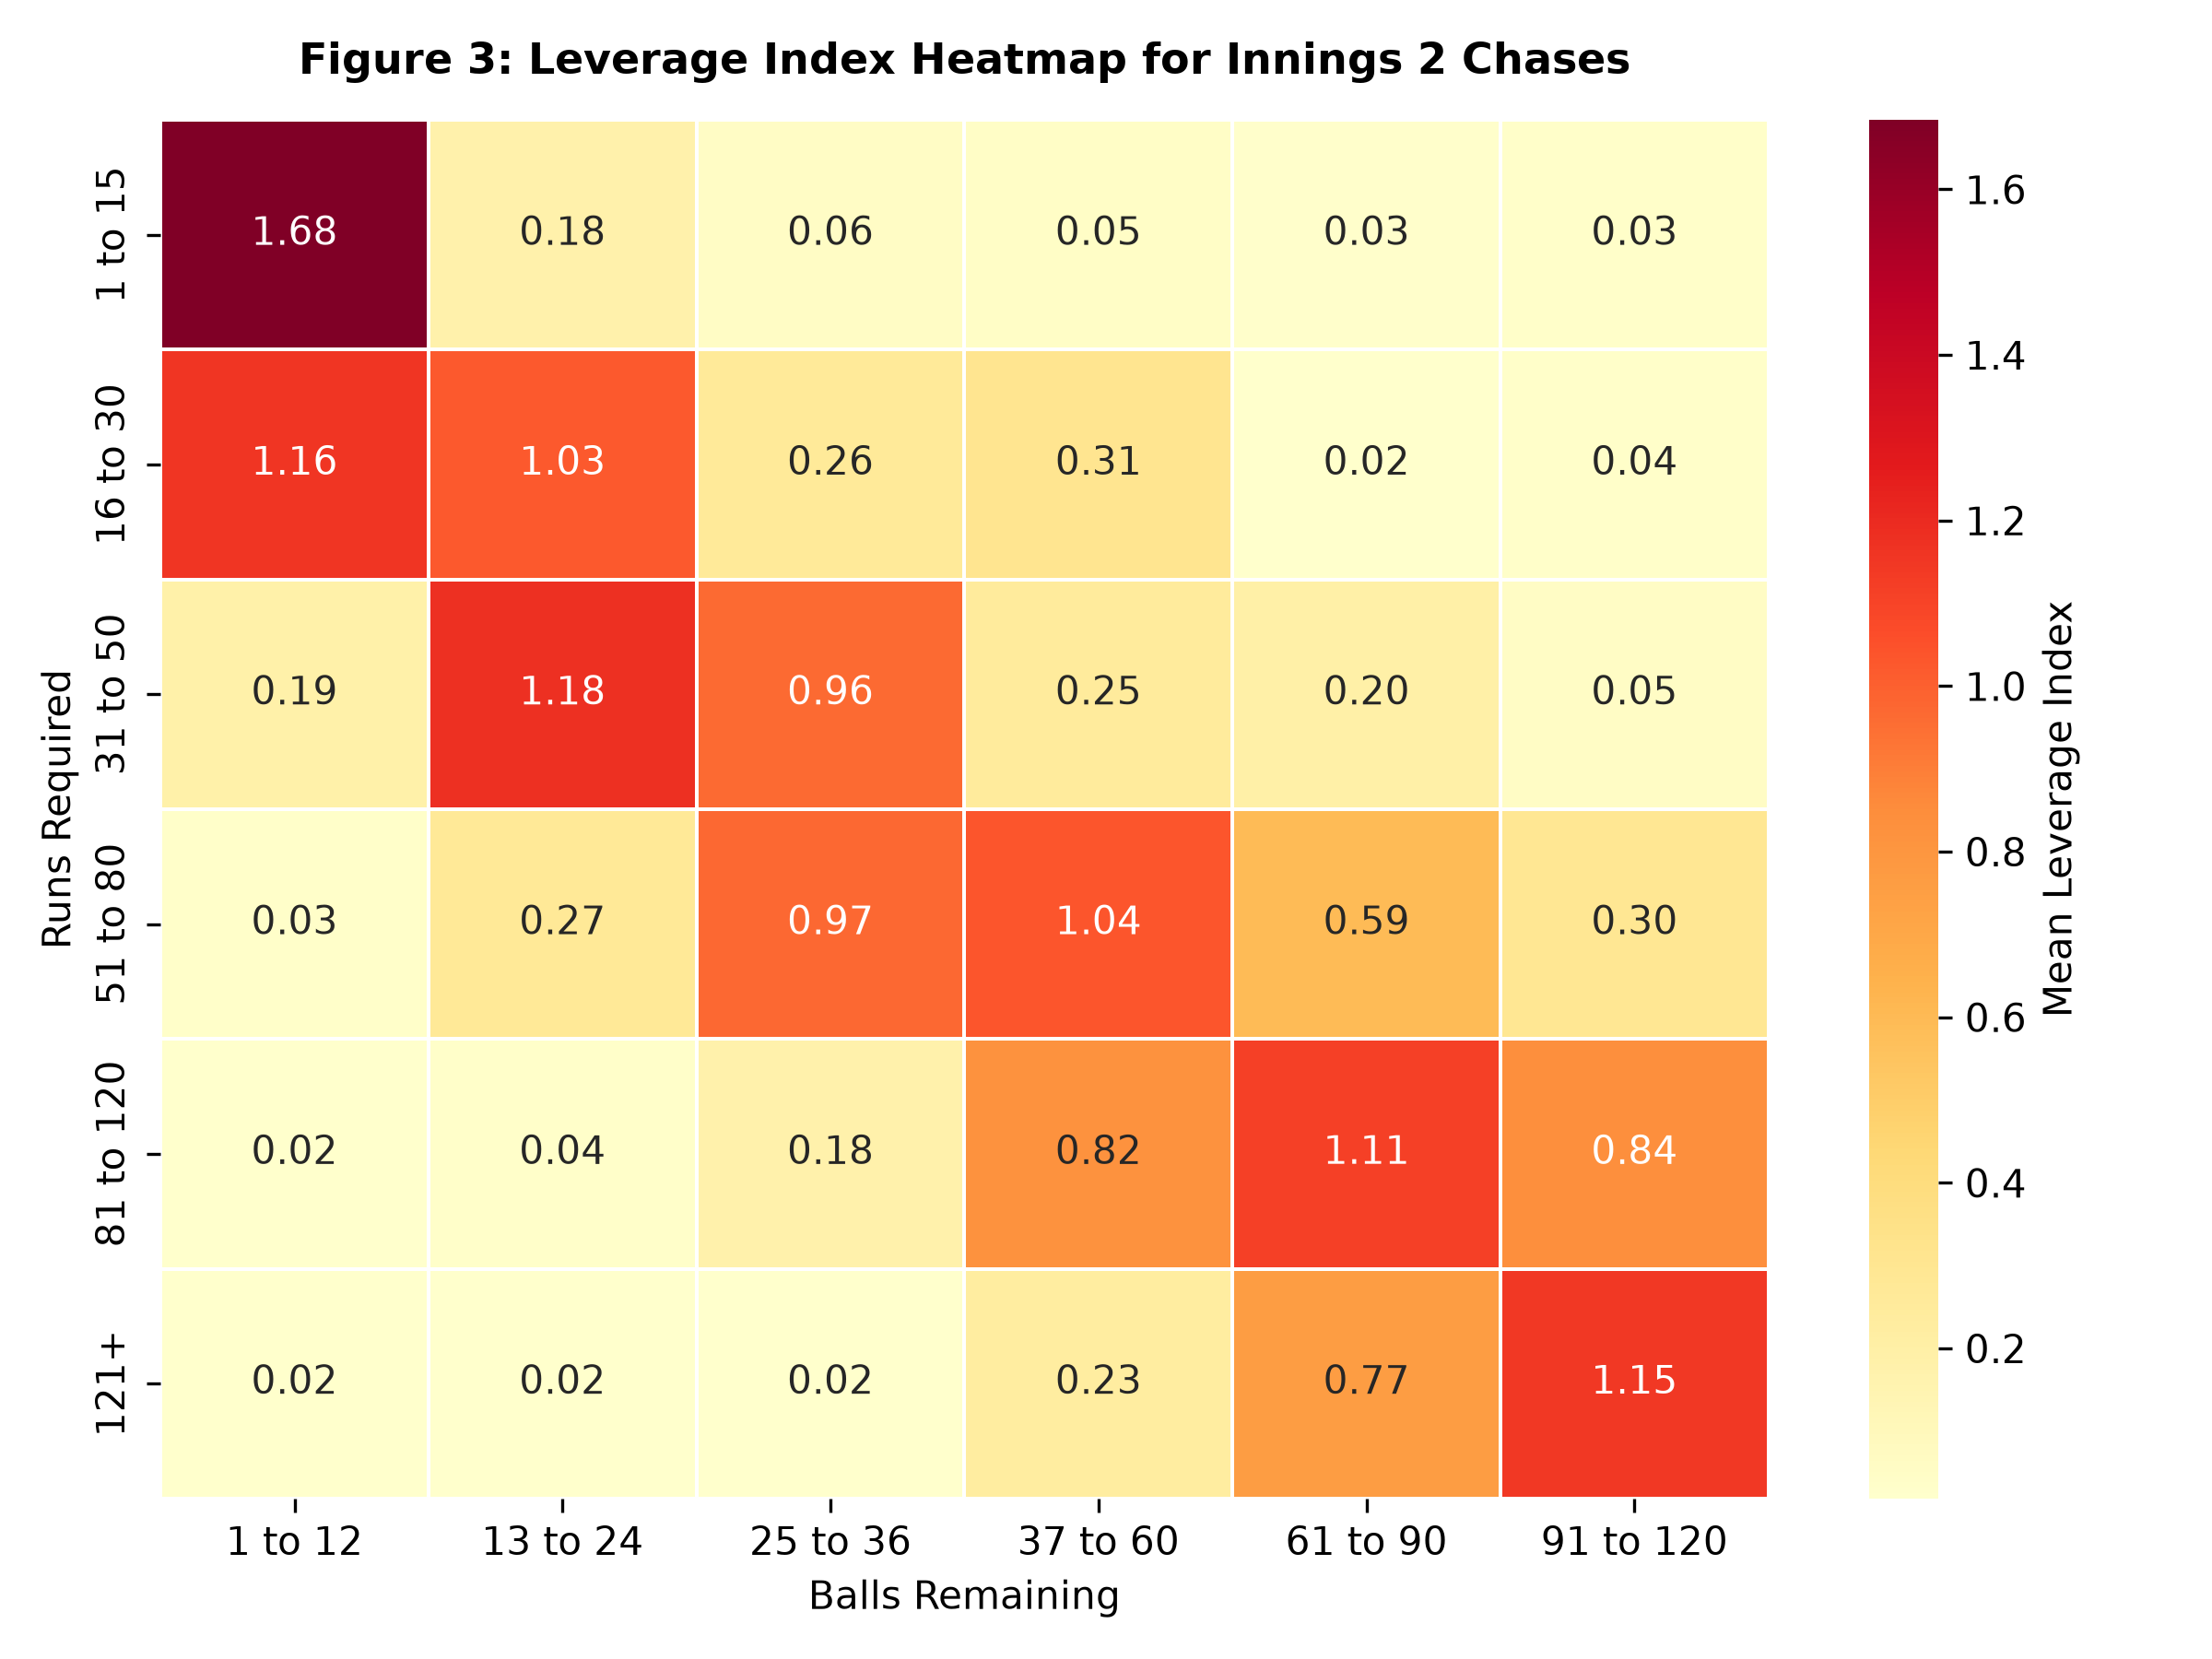 Figure 3: Leverage Index Heatmap for Innings 2 Chases
Runs Required
1 to 15
1.68 0.18 0.06 0.05 0.03 0.03
16 to 30
1.16 1.03 0.26 0.31 0.02 0.04
31 to 50
0.19 1.18 0.96 0.25 0.20 0.05
51 to 80
0.03 0.27 0.97 1.04 0.59 0.30
81 to 120
0.02 0.04 0.18 0.82 1.11 0.84
121+
0.02 0.02 0.02 0.23 0.77 1.15
1 to 12 13 to 24 25 to 36 37 to 60 61 to 90 91 to 120
Balls Remaining
1.6
1.4
1.2
1.0
0.8
0.6
0.4
0.2
Mean Leverage Index